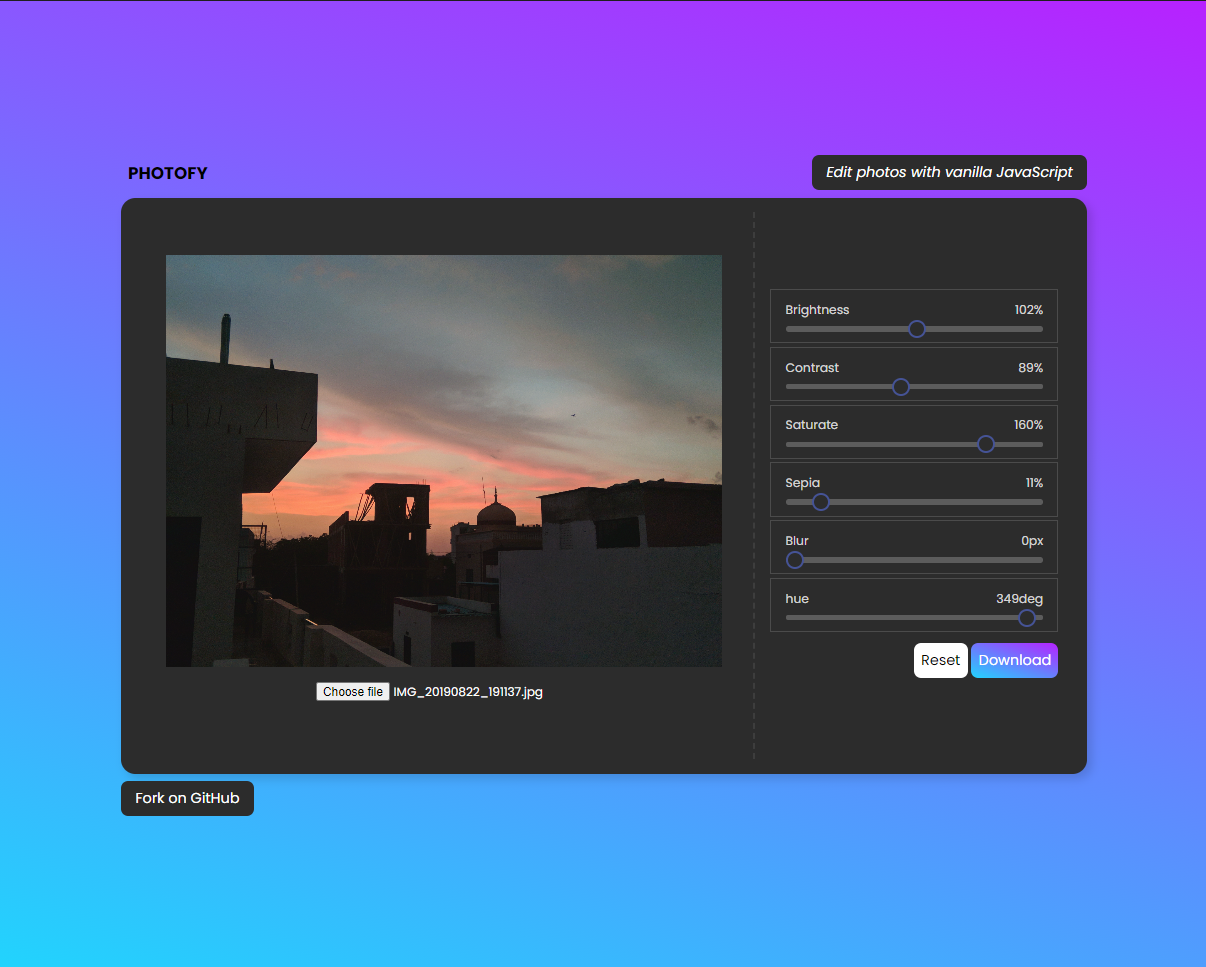 PHOTOFY
Edit photos with vanilla JavaScript
Brightness 102%
Contrast 89%
Saturate 160%
Sepia 11%
Blur 0px
hue 349deg
Reset Download
Choose file IMG_20190822_191137.jpg
Fork on GitHub